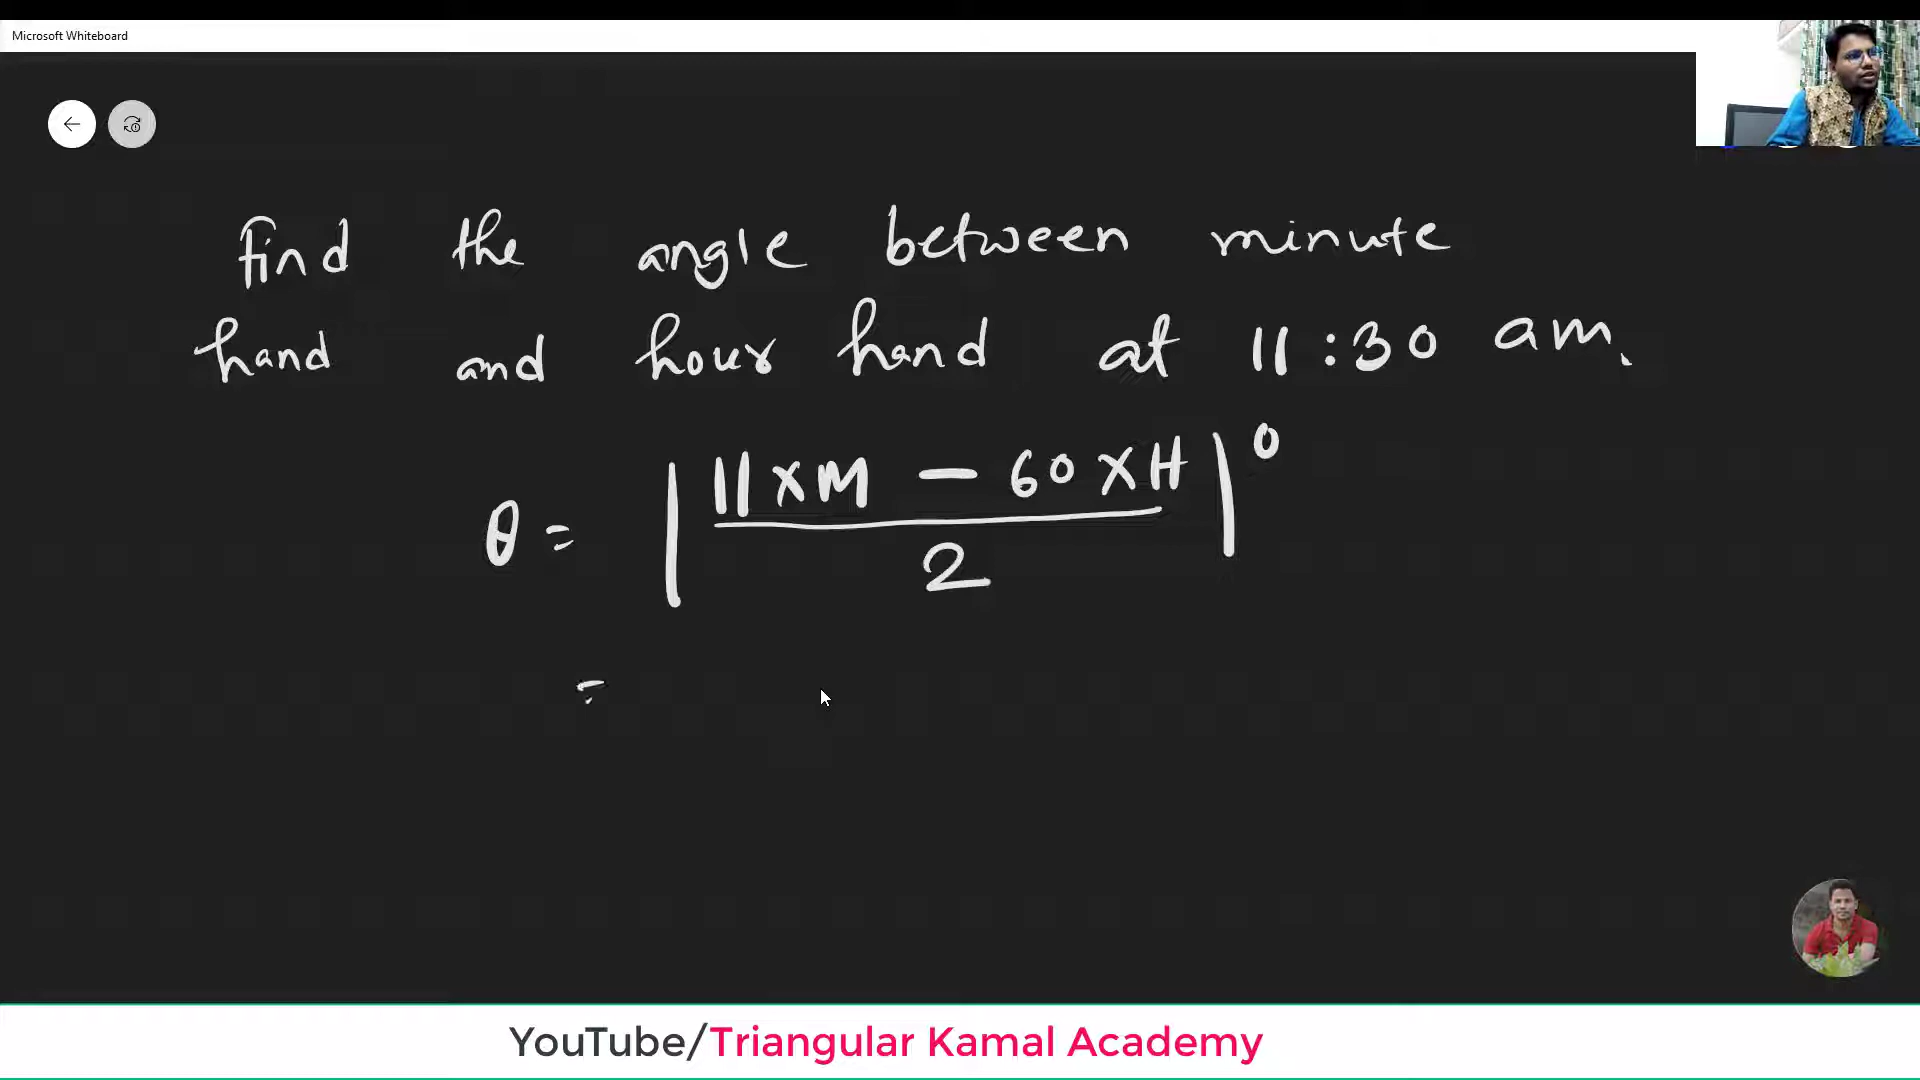 Microsoft Whiteboard
find the angle between minute
hand and hour hand at 11:30 am.
θ = | 11 x M - 60 x H / 2 |°
=
YouTube/Triangular Kamal Academy